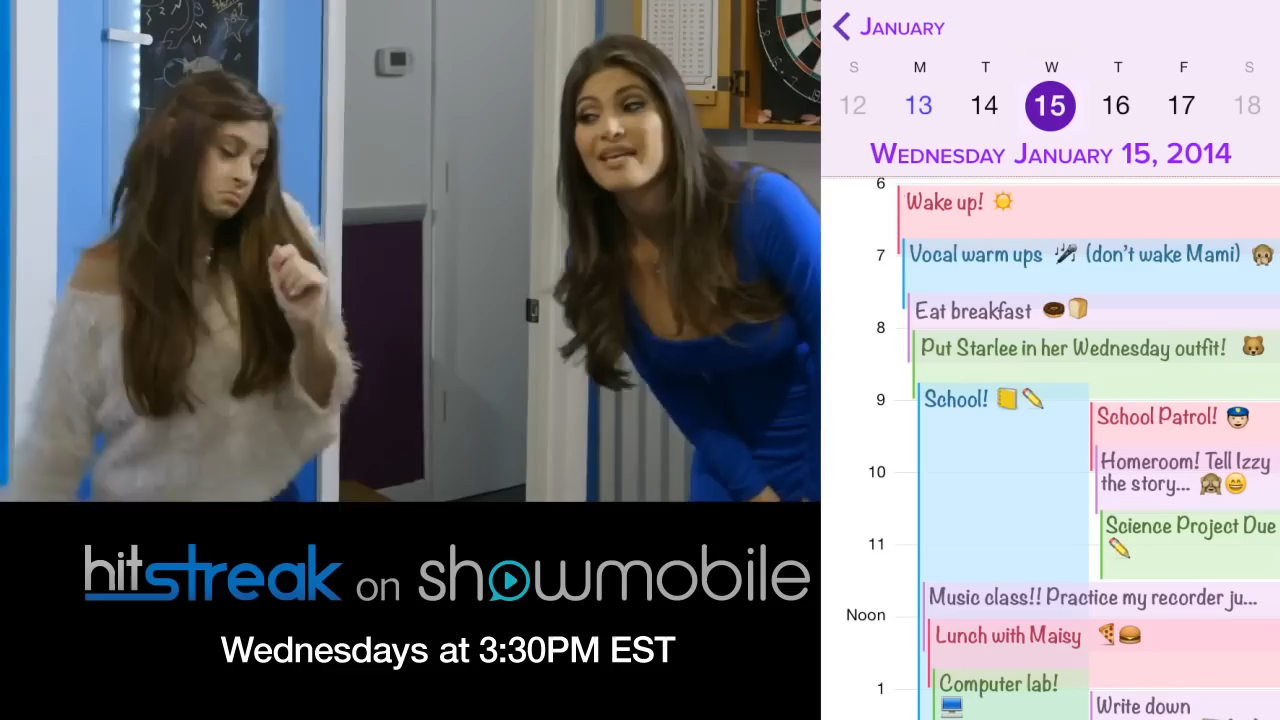 JANUARY
S M T W T F S
12 13 14 15 16 17 18
WEDNESDAY JANUARY 15, 2014
6
Wake up! ☀️
7
Vocal warm ups 🎤 (don't wake Mami) 🙊
Eat breakfast 🍩🍞
8
Put Starlee in her Wednesday outfit! 🐻
9
School! 📒✏️
School Patrol! 👮
10
Homeroom! Tell Izzy
the story... 🙈😄
Science Project Due
✏️
11
Music class!! Practice my recorder ju...
Noon
Lunch with Maisy 🍕🍔
Computer lab!
💻
1
Write down
hitstreak on showmobile
Wednesdays at 3:30PM EST